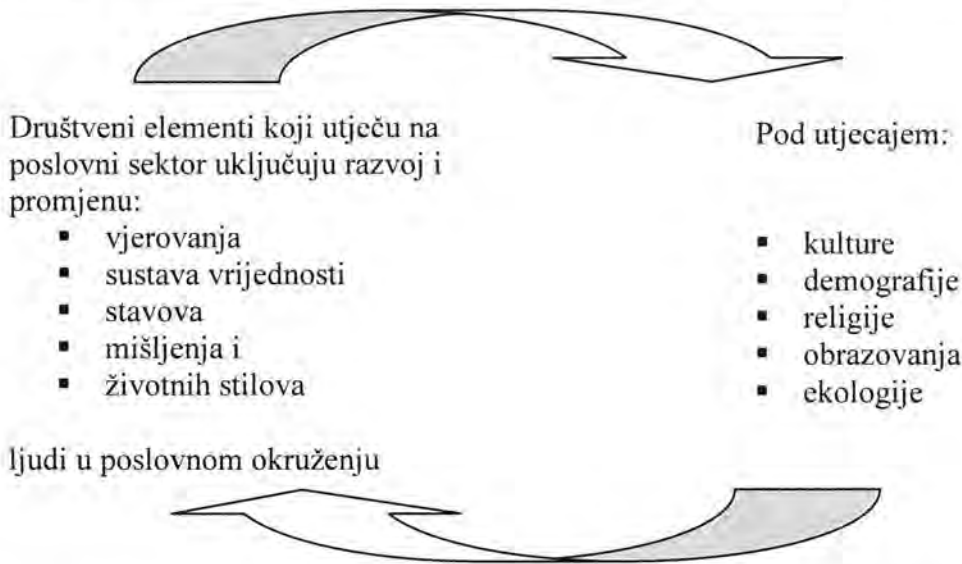 Društveni elementi koji utječu na
poslovni sektor uključuju razvoj i
promjenu:
▪ vjerovanja
▪ sustava vrijednosti
▪ stavova
▪ mišljenja i
▪ životnih stilova
ljudi u poslovnom okruženju
Pod utjecajem:
▪ kulture
▪ demografije
▪ religije
▪ obrazovanja
▪ ekologije